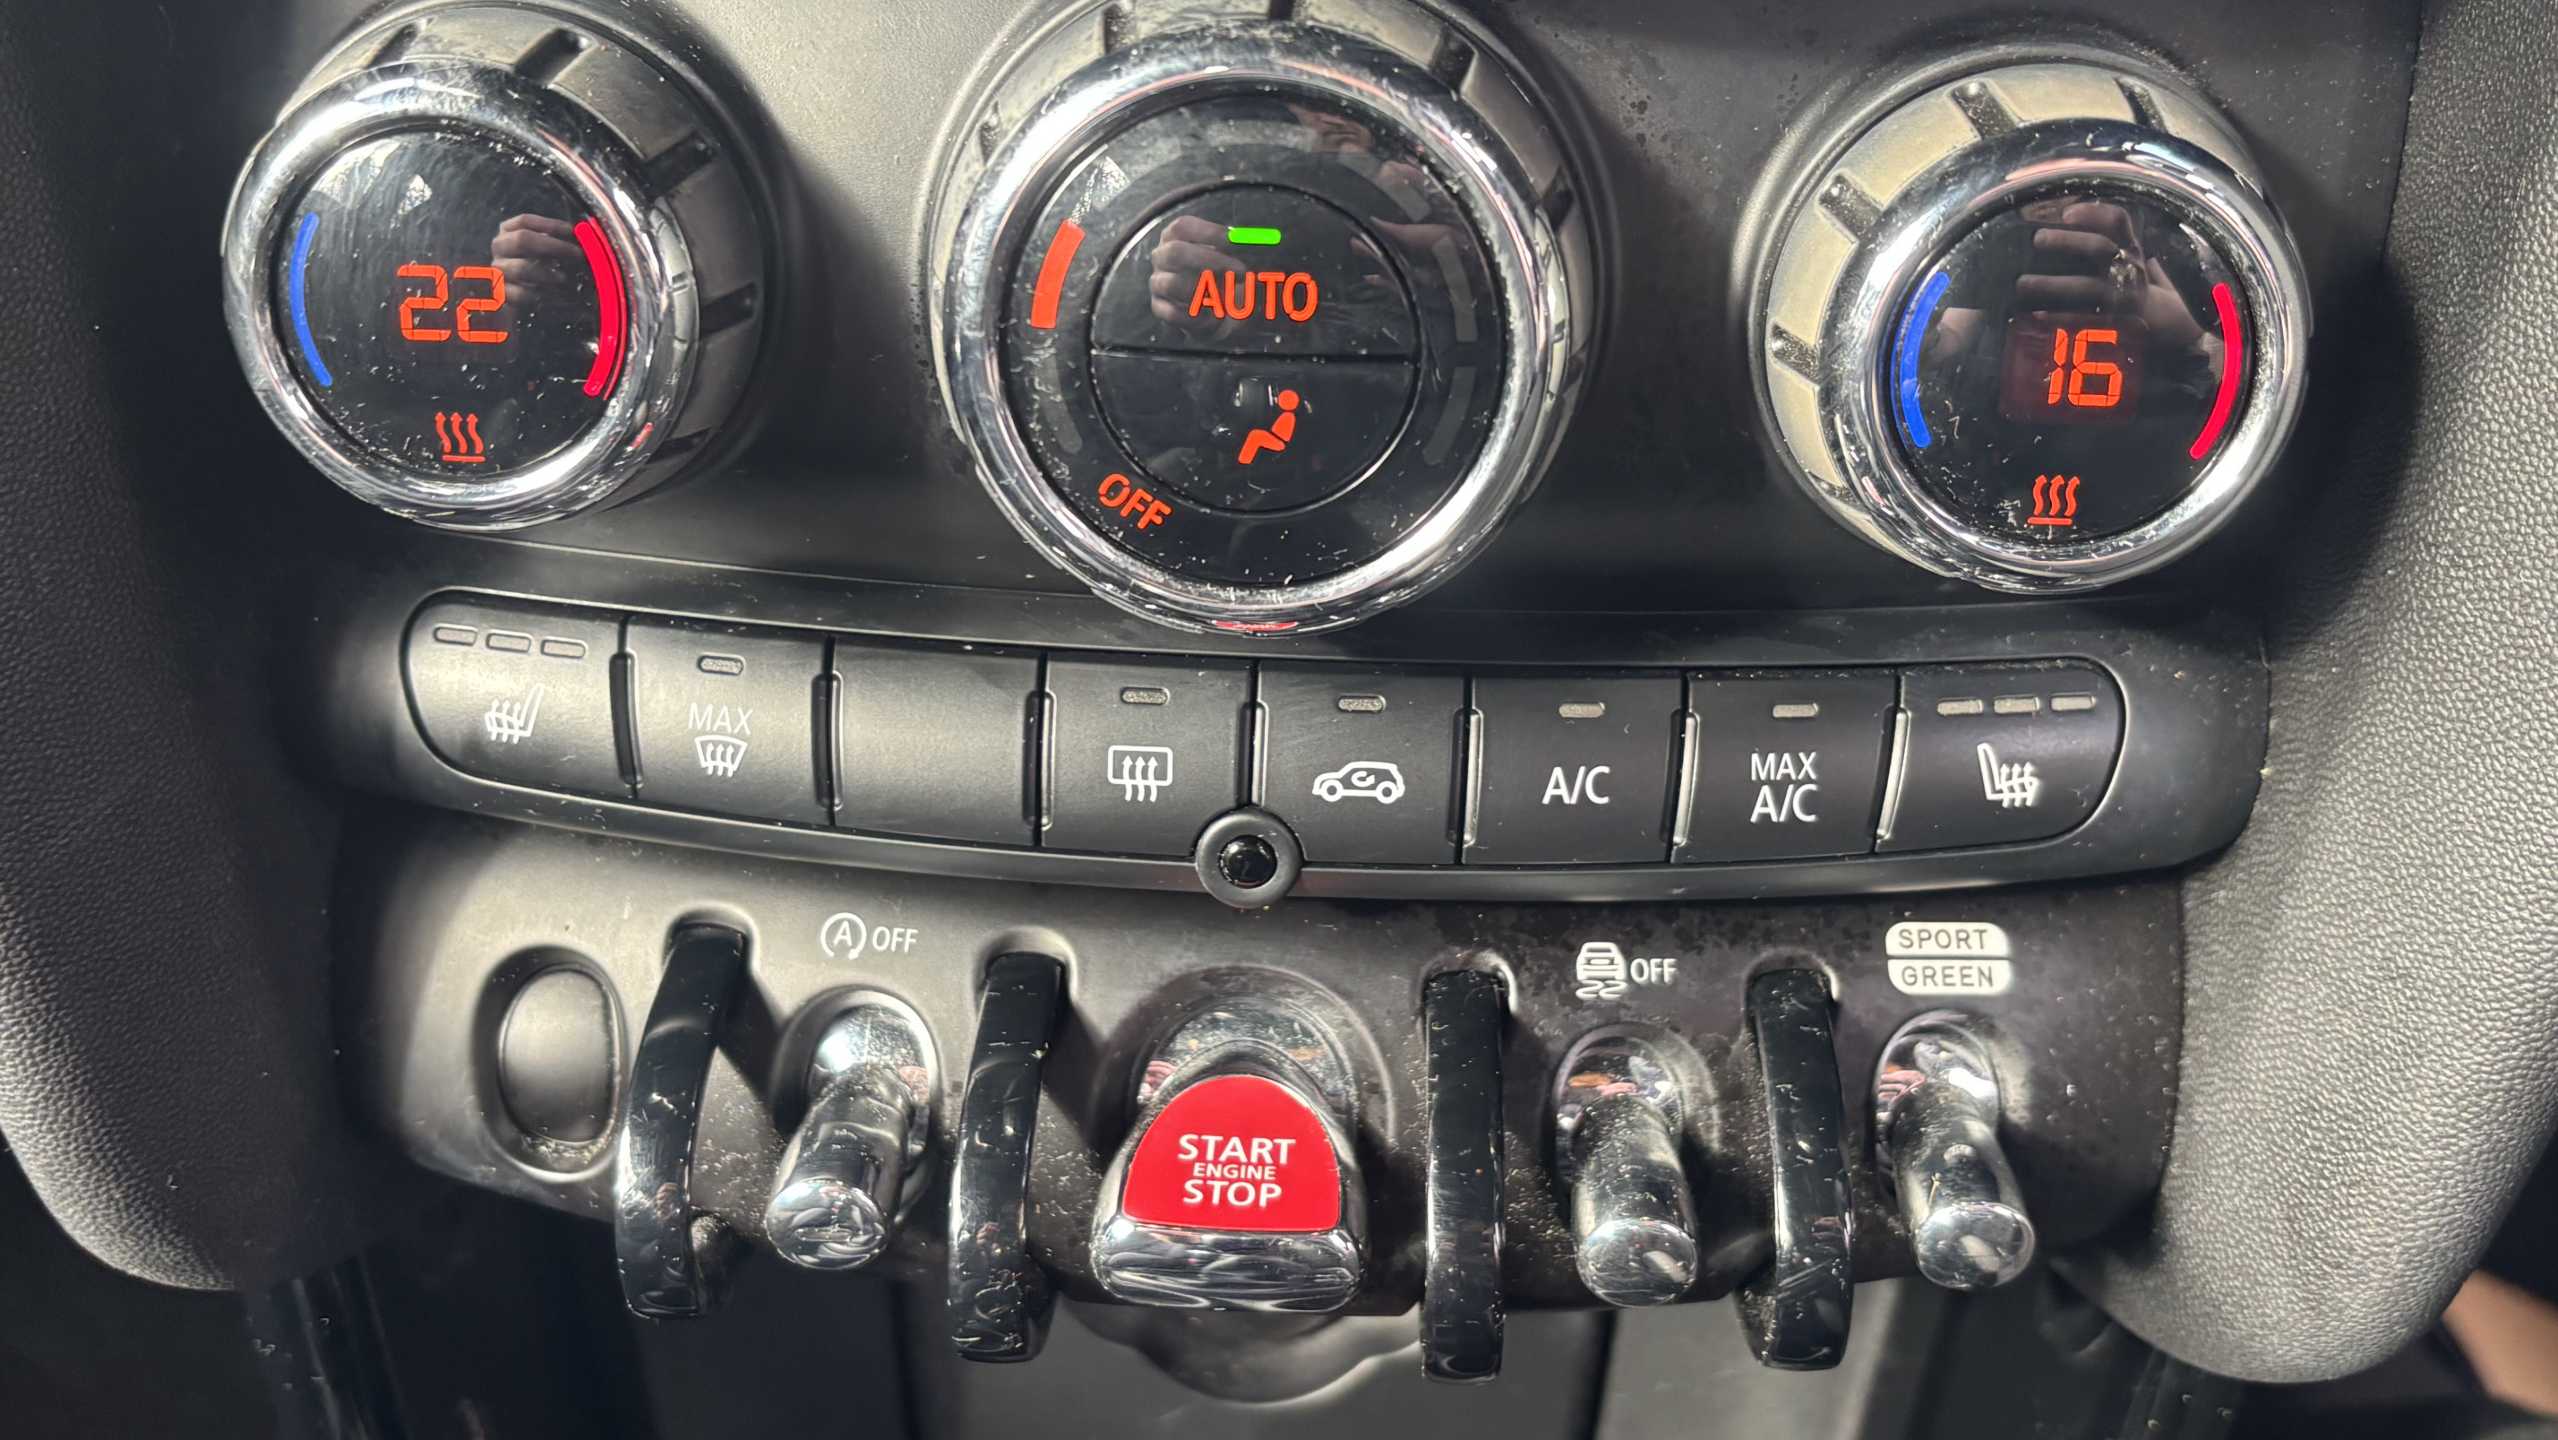 22
AUTO
OFF
16
MAX
A/C
MAX
A/C
OFF
OFF
SPORT
GREEN
START
ENGINE
STOP